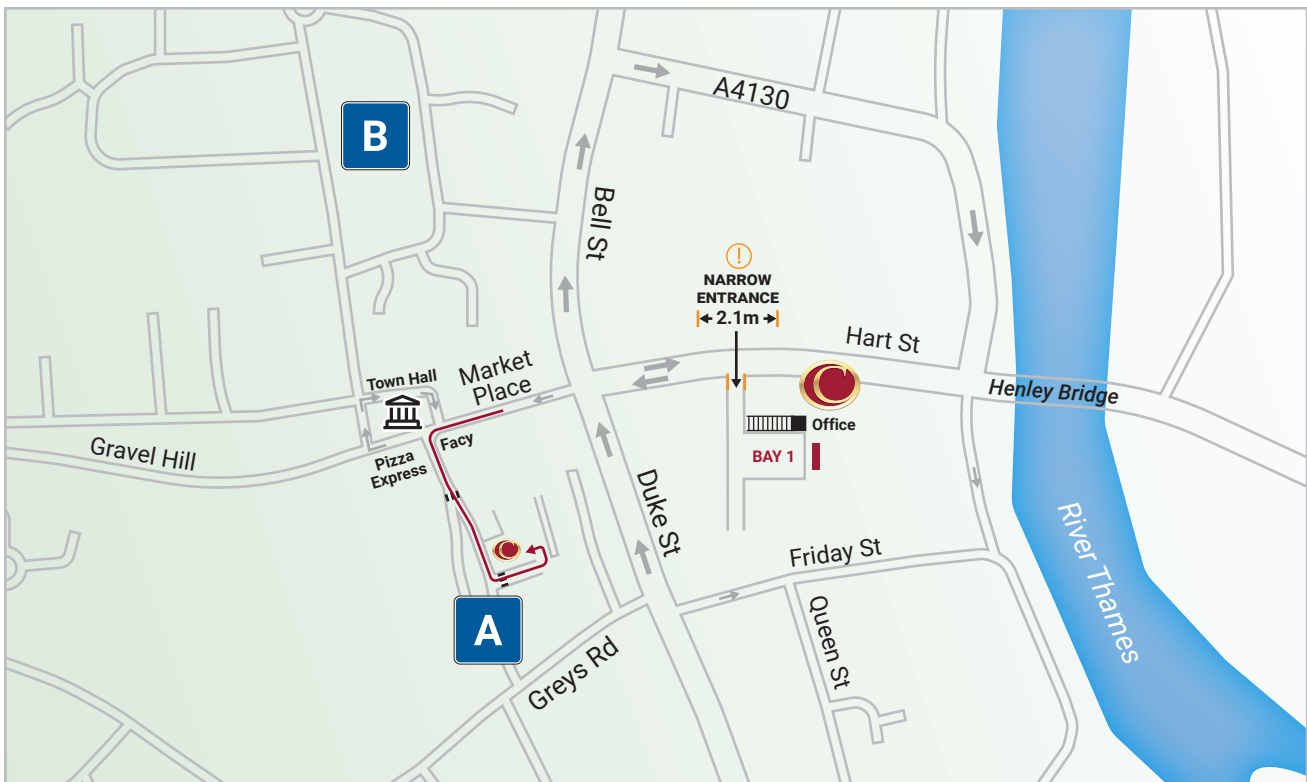 A4130
B
Bell St
!
NARROW
ENTRANCE
2.1m
Hart St
Market
Place
Town Hall
C
Henley Bridge
Office
Facy
Gravel Hill
Pizza
Express
BAY 1
Duke St
River Thames
C
Friday St
A
Queen St
Greys Rd